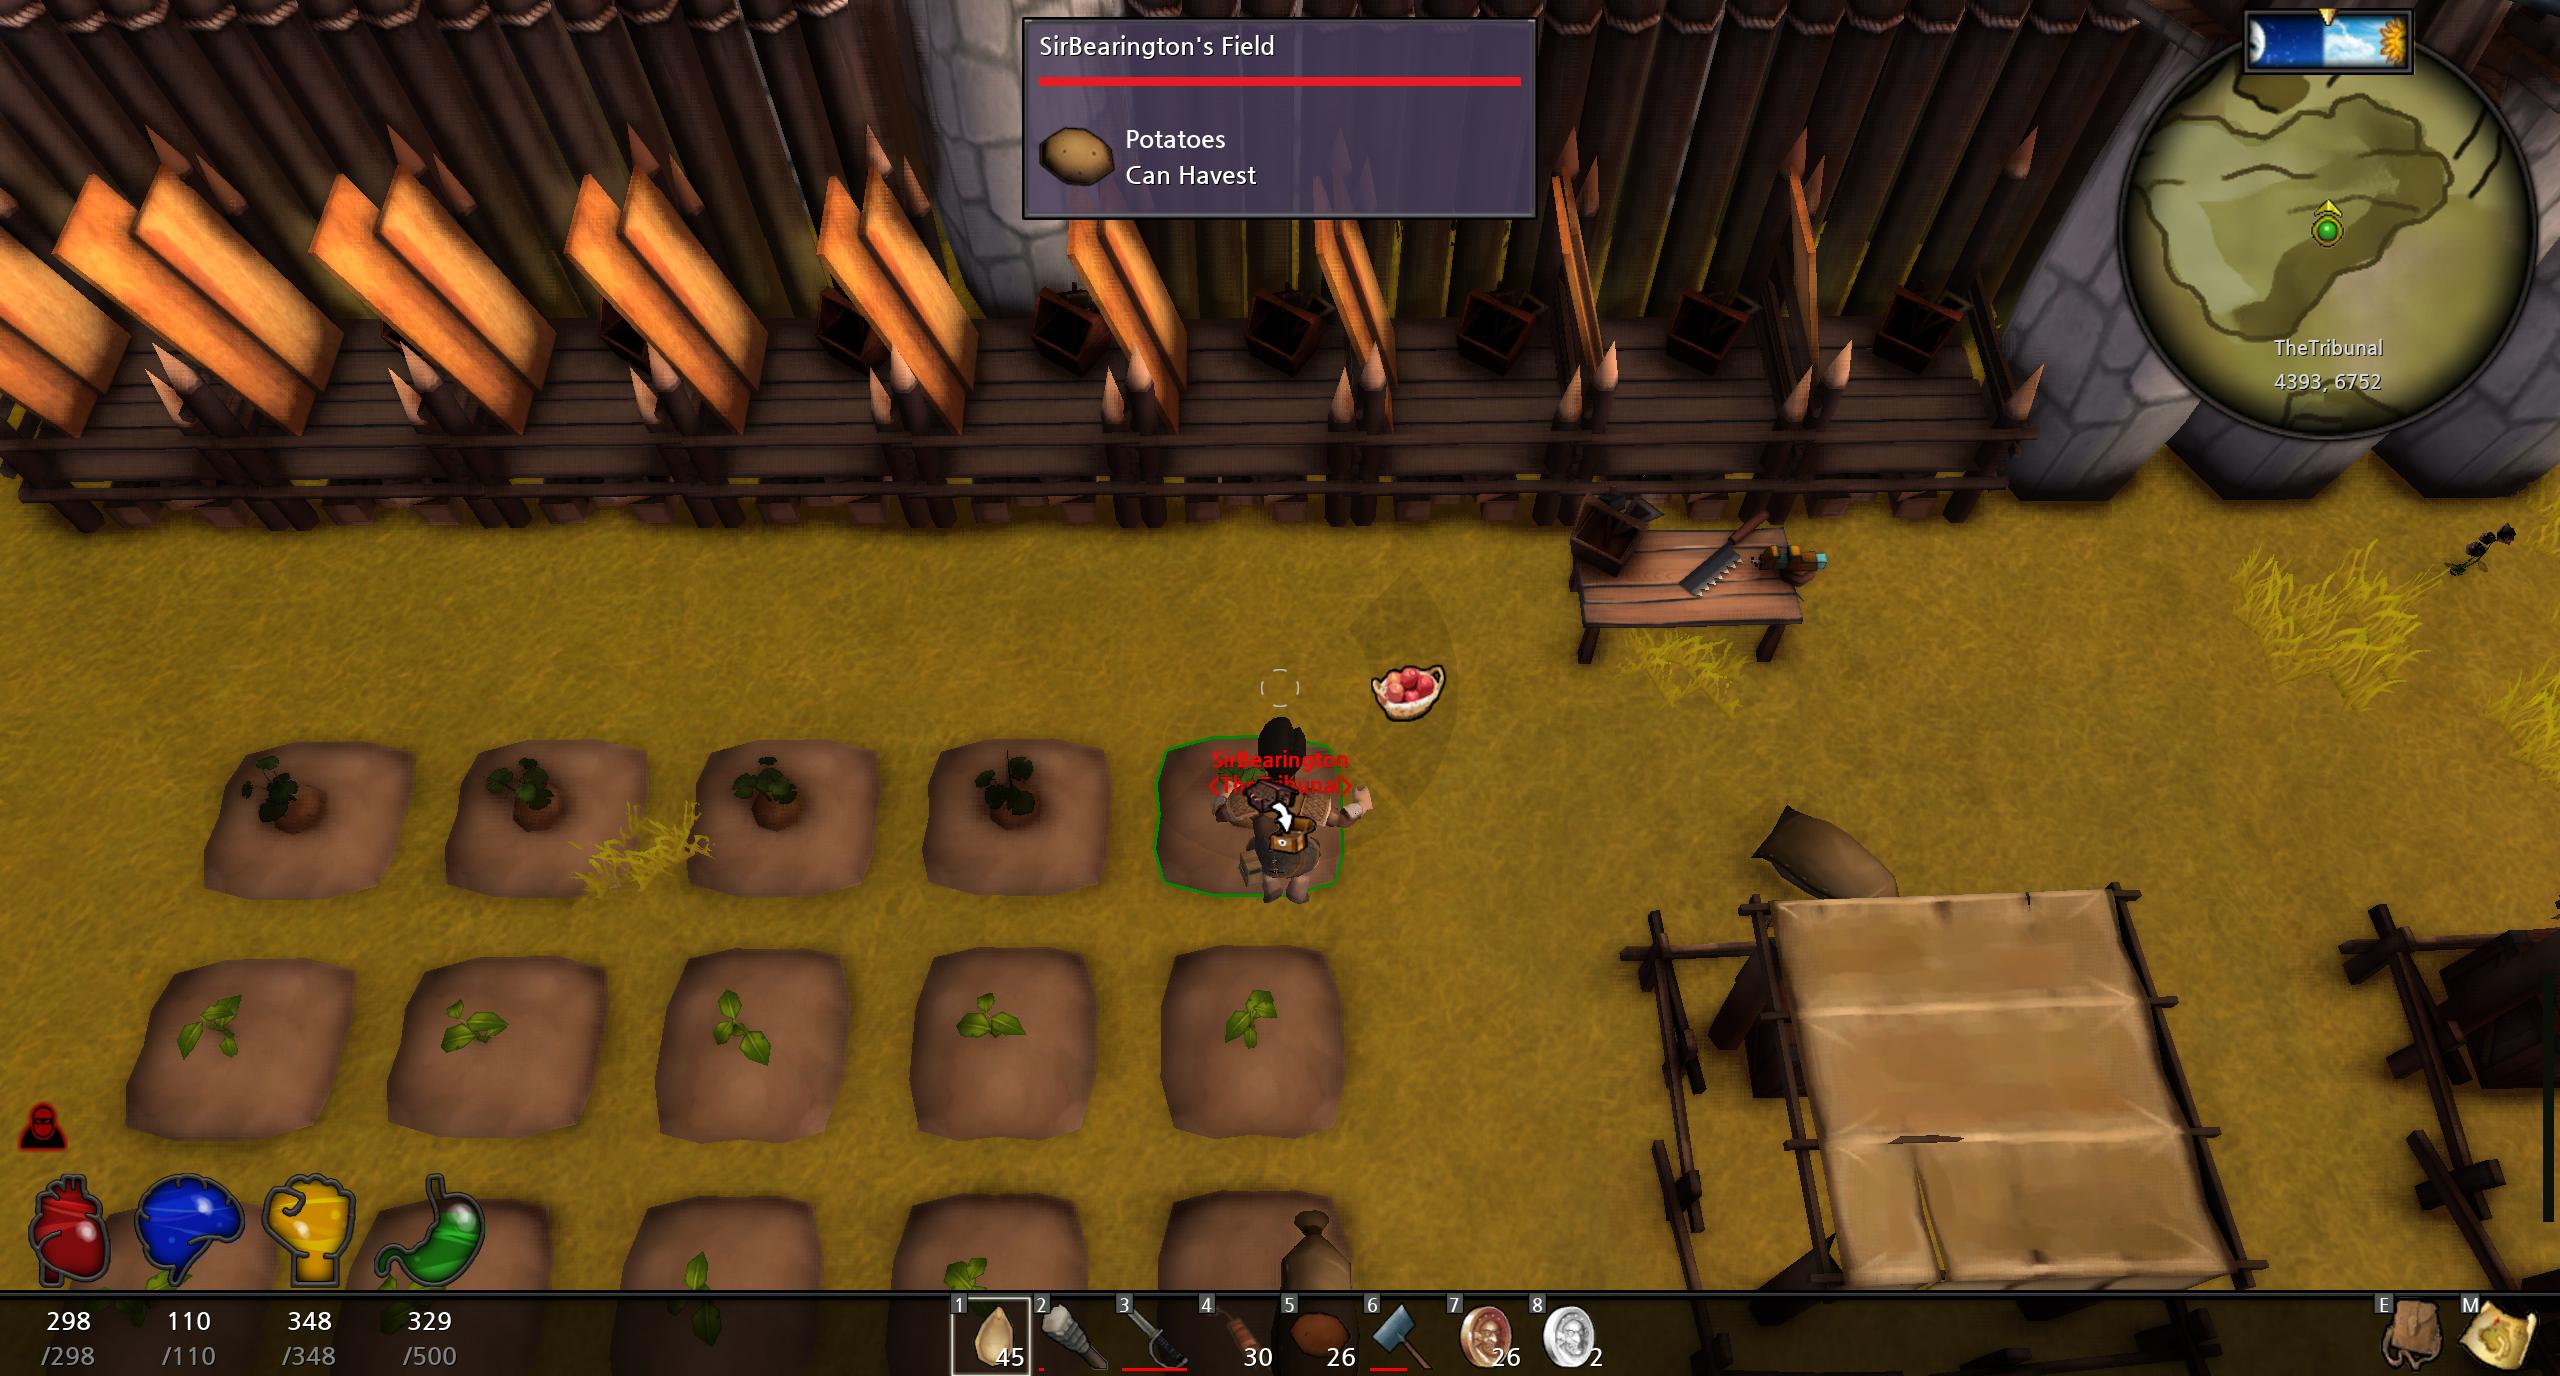 SirBearington's Field
Potatoes
Can Havest
TheTribunal
4393, 6752
SirBearington
<TheTribunal>
298
/298
110
/110
348
/348
329
/500
1
45
2
3
4
30
5
26
6
7
26
8
2
E
M